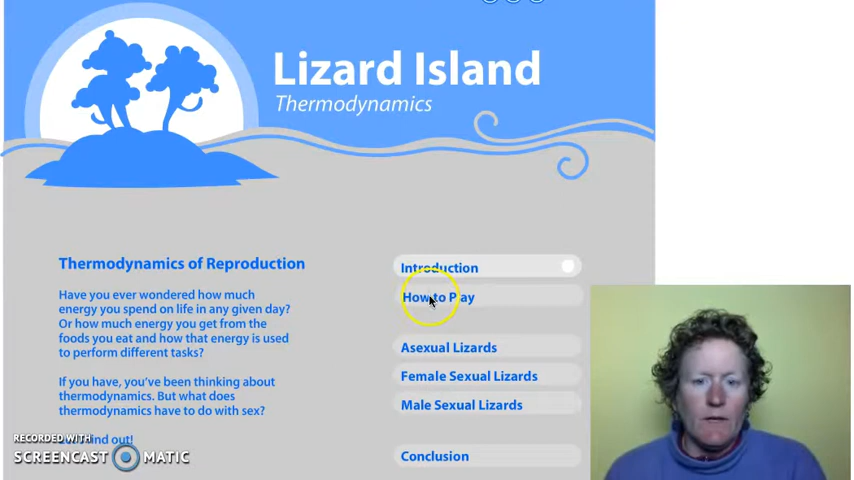 Lizard Island
Thermodynamics
Thermodynamics of Reproduction
Have you ever wondered how much
energy you spend on life in any given day?
Or how much energy you get from the
foods you eat and how that energy is used
to perform different tasks?
If you have, you've been thinking about
thermodynamics. But what does
thermodynamics have to do with sex?
find out!
Introduction
How to Play
Asexual Lizards
Female Sexual Lizards
Male Sexual Lizards
Conclusion
RECORDED WITH
SCREENCAST MATIC